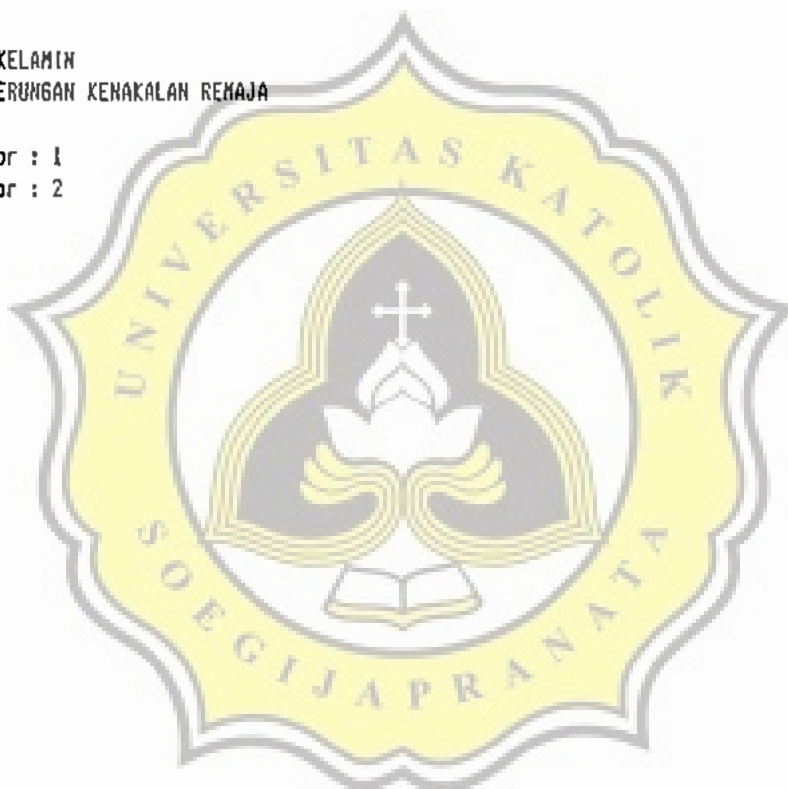 KELAMIN
ERUNGAN KENAKALAN REMAJA
or : 1
or : 2
UNIVERSITAS KATOLIK
SOEGIJAPRANATA